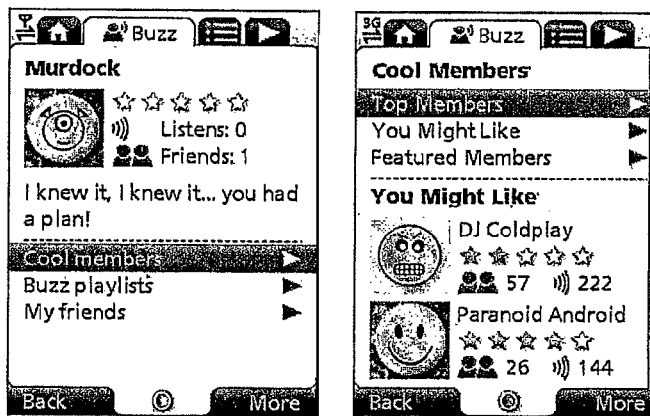 Buzz
Murdock
Listens: 0
Friends: 1
I knew it, I knew it... you had
a plan!
Cool members
Buzz playlists
My friends
Back
More
3G
Buzz
Cool Members
Top Members
You Might Like
Featured Members
You Might Like
DJ Coldplay
57 222
Paranoid Android
26 144
Back
More